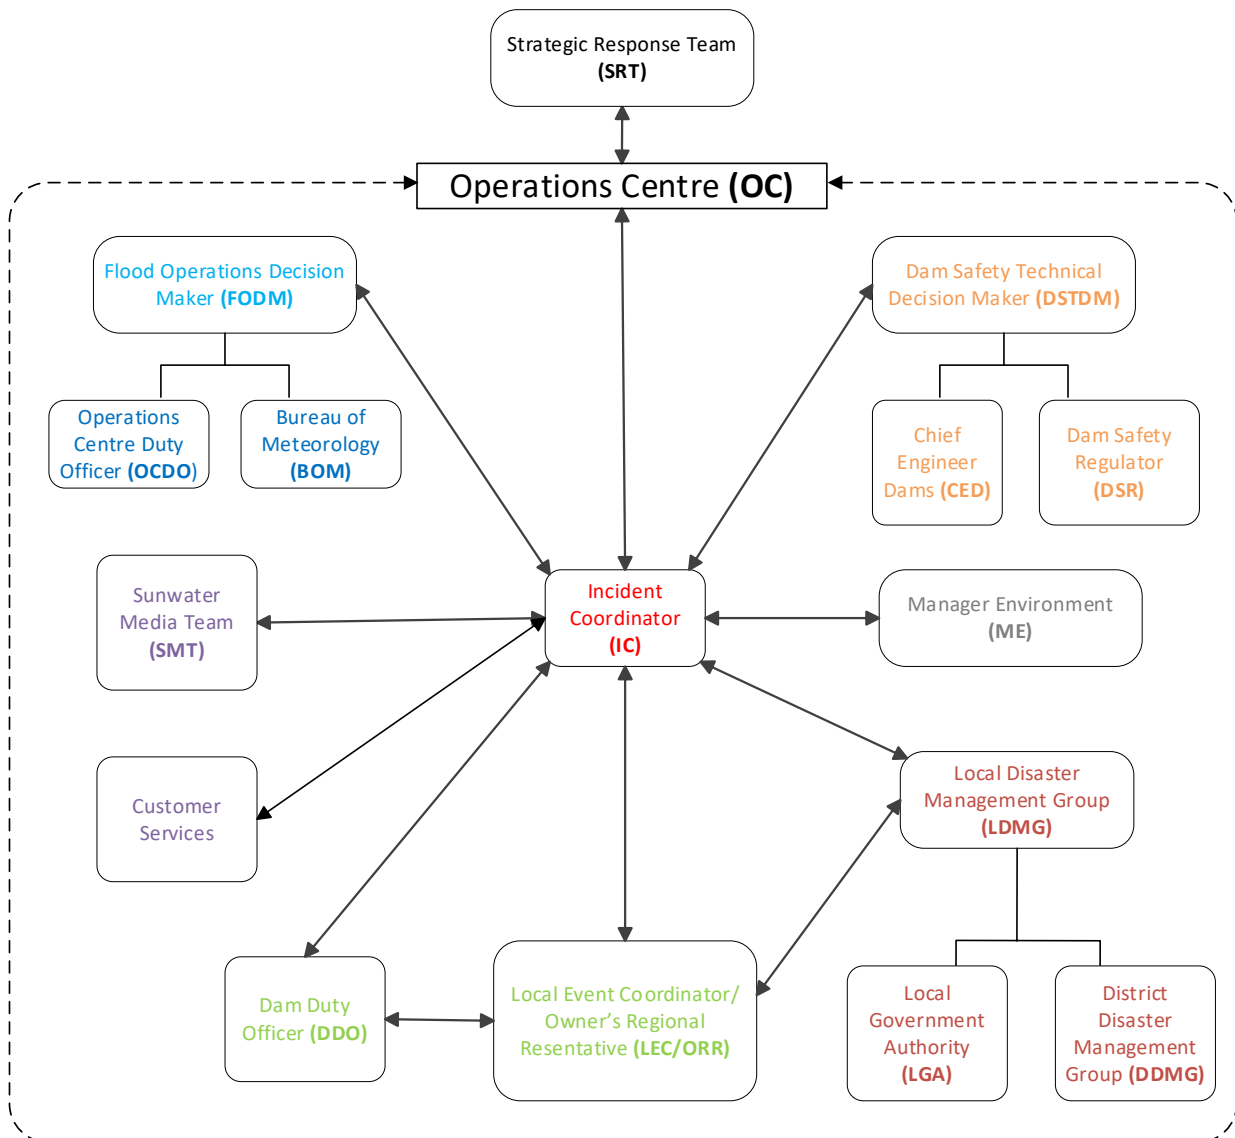 Strategic Response Team
(SRT)
Operations Centre (OC)
Flood Operations Decision
Maker (FODM)
Dam Safety Technical
Decision Maker (DSTDM)
Operations
Centre Duty
Officer (OCDO)
Bureau of
Meteorology
(BOM)
Chief
Engineer
Dams (CED)
Dam Safety
Regulator
(DSR)
Sunwater
Media Team
(SMT)
Incident
Coordinator
(IC)
Manager Environment
(ME)
Customer
Services
Local Disaster
Management Group
(LDMG)
Dam Duty
Officer (DDO)
Local Event Coordinator/
Owner’s Regional
Resentative (LEC/ORR)
Local
Government
Authority
(LGA)
District
Disaster
Management
Group (DDMG)